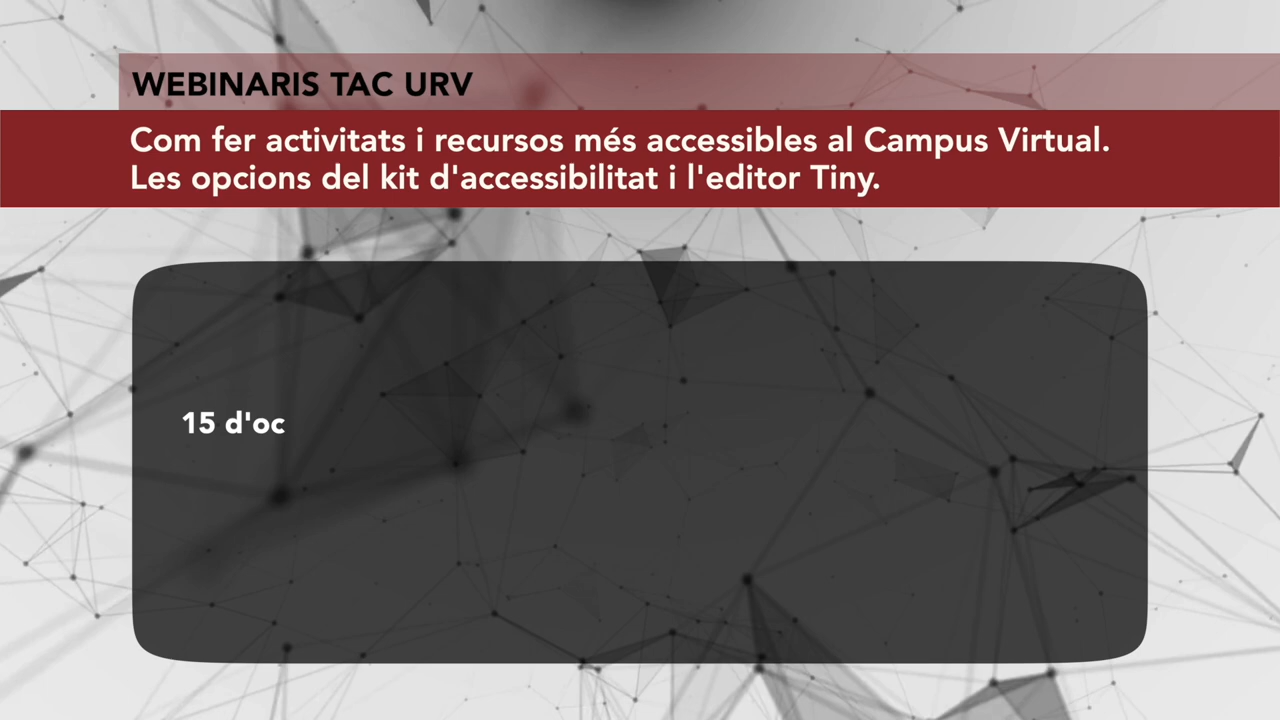 WEBINARIS TAC URV
Com fer activitats i recursos més accessibles al Campus Virtual.
Les opcions del kit d'accessibilitat i l'editor Tiny.
15 d'oc